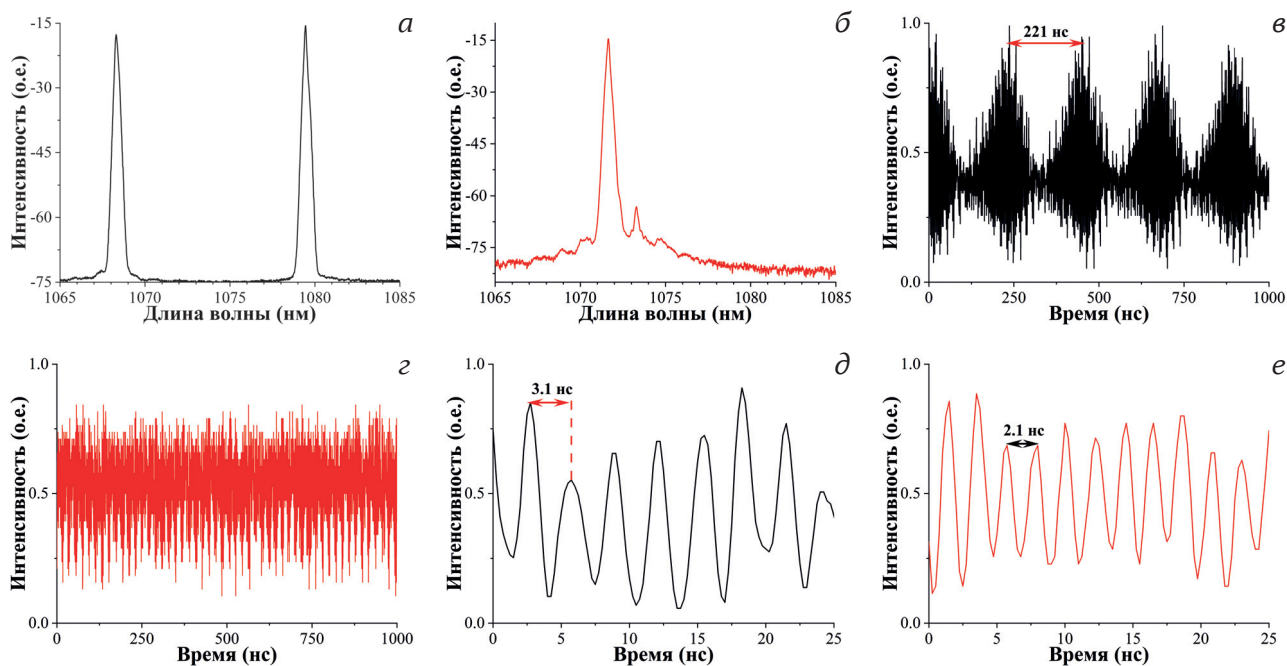 а
-15
-30
-45
-60
-75
1065
1070
1075
1080
1085
Интенсивность (о.е.)
Длина волны (нм)
б
-15
-30
-45
-60
-75
1065
1070
1075
1080
1085
Интенсивность (о.е.)
Длина волны (нм)
в
221 нс
1.0
0.5
0.0
0
250
500
750
1000
Интенсивность (о.е.)
Время (нс)
г
1.0
0.5
0.0
0
250
500
750
1000
Интенсивность (о.е.)
Время (нс)
д
3.1 нс
1.0
0.5
0.0
0
5
10
15
20
25
Интенсивность (о.е.)
Время (нс)
е
2.1 нс
1.0
0.5
0.0
0
5
10
15
20
25
Интенсивность (о.е.)
Время (нс)